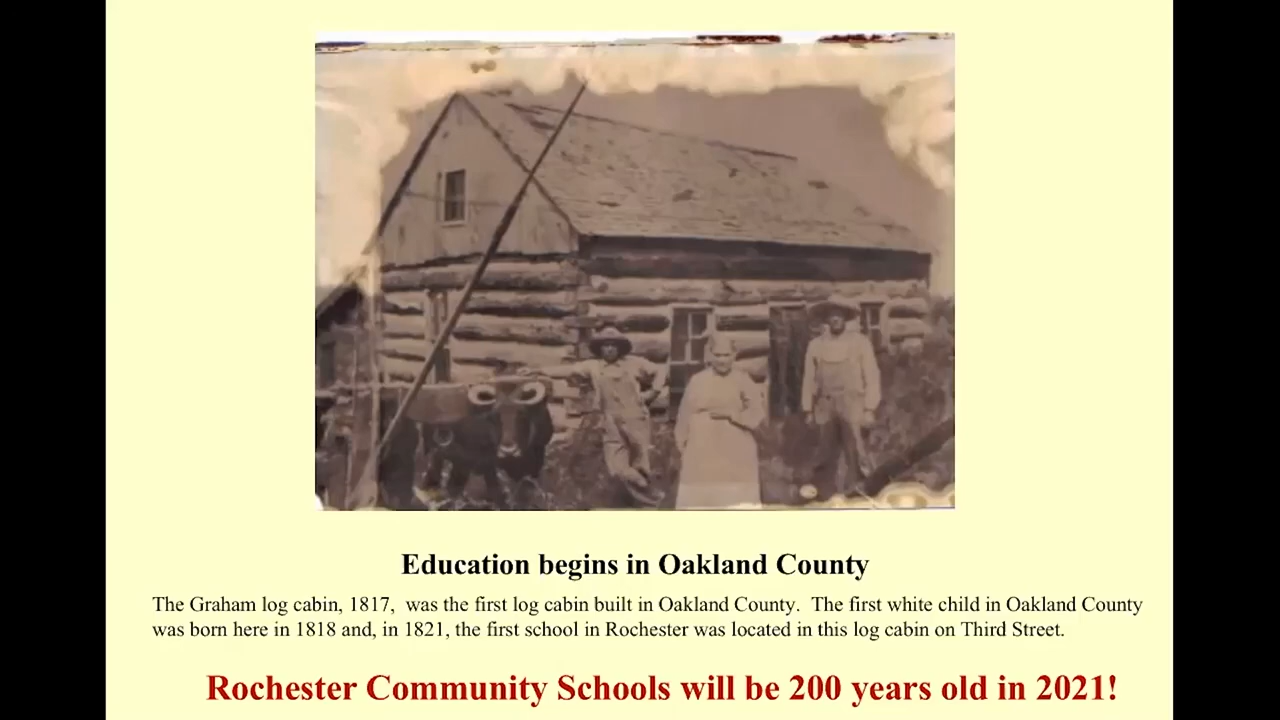 Education begins in Oakland County
The Graham log cabin, 1817,  was the first log cabin built in Oakland County.  The first white child in Oakland County
was born here in 1818 and, in 1821, the first school in Rochester was located in this log cabin on Third Street.
Rochester Community Schools will be 200 years old in 2021!